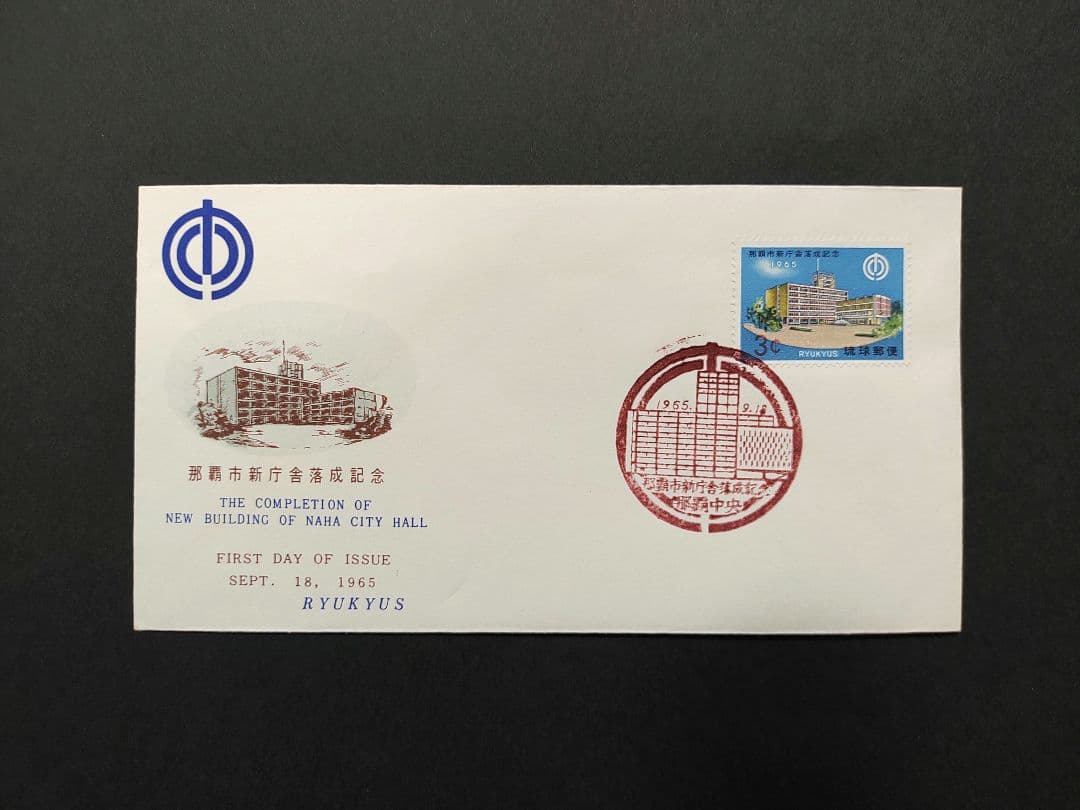 那覇市新庁舎落成記念
THE COMPLETION OF
NEW BUILDING OF NAHA CITY HALL
FIRST DAY OF ISSUE
SEPT. 18, 1965
RYUKYUS
那覇市新庁舎落成記念
1965
3¢
RYUKYUS 琉球郵便
1965. 9.18
那覇市新庁舎落成記念
那覇中央